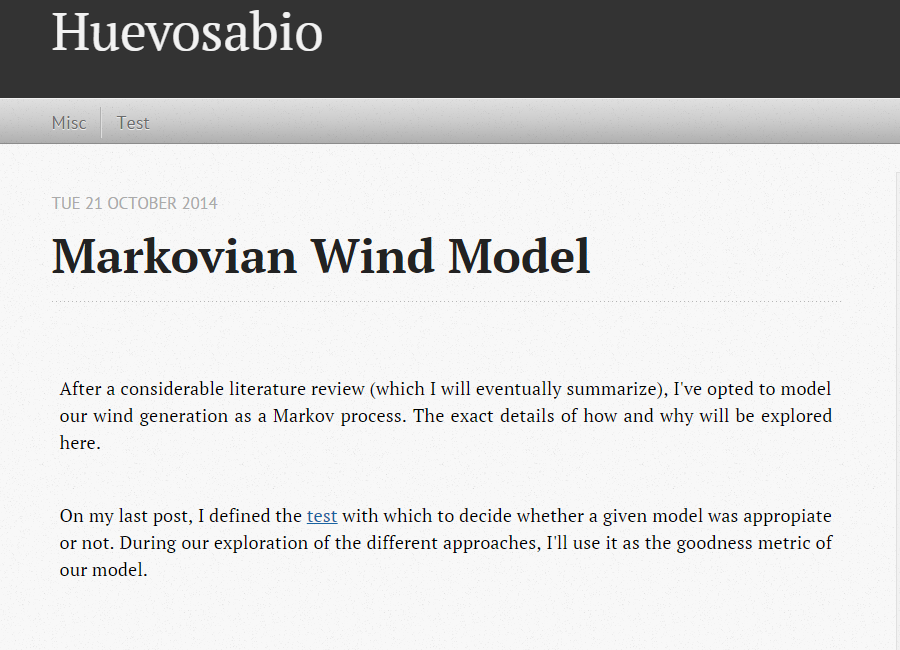 Huevosabio
Misc
Test
TUE 21 OCTOBER 2014
Markovian Wind Model
After a considerable literature review (which I will eventually summarize), I've opted to model
our wind generation as a Markov process. The exact details of how and why will be explored
here.
On my last post, I defined the test with which to decide whether a given model was appropiate
or not. During our exploration of the different approaches, I'll use it as the goodness metric of
our model.